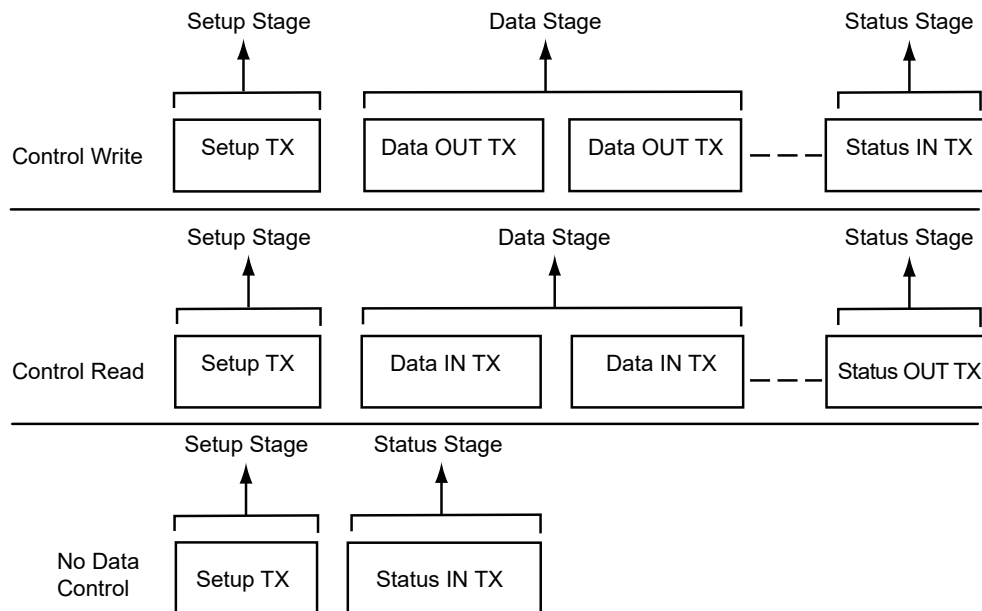 Setup Stage Data Stage Status Stage
Control Write Setup TX Data OUT TX Data OUT TX Status IN TX
Setup Stage Data Stage Status Stage
Control Read Setup TX Data IN TX Data IN TX Status OUT TX
Setup Stage Status Stage
No Data
Control
Setup TX Status IN TX